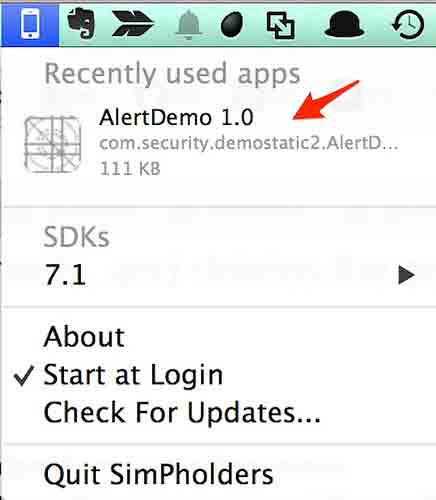 Recently used apps
AlertDemo 1.0
com.security.demostatic2.AlertD...
111 KB
SDKs
7.1
About
Start at Login
Check For Updates...
Quit SimPholders